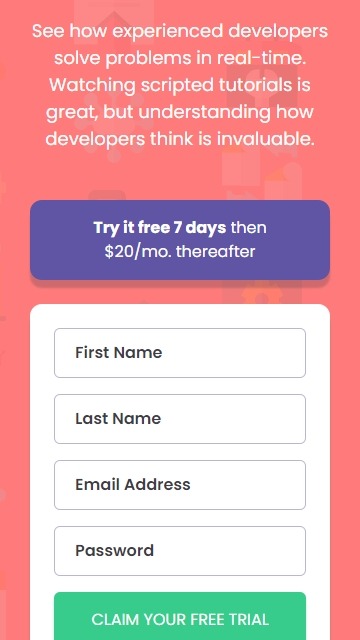 See how experienced developers
solve problems in real-time.
Watching scripted tutorials is
great, but understanding how
developers think is invaluable.
Try it free 7 days then
$20/mo. thereafter
First Name
Last Name
Email Address
Password
CLAIM YOUR FREE TRIAL